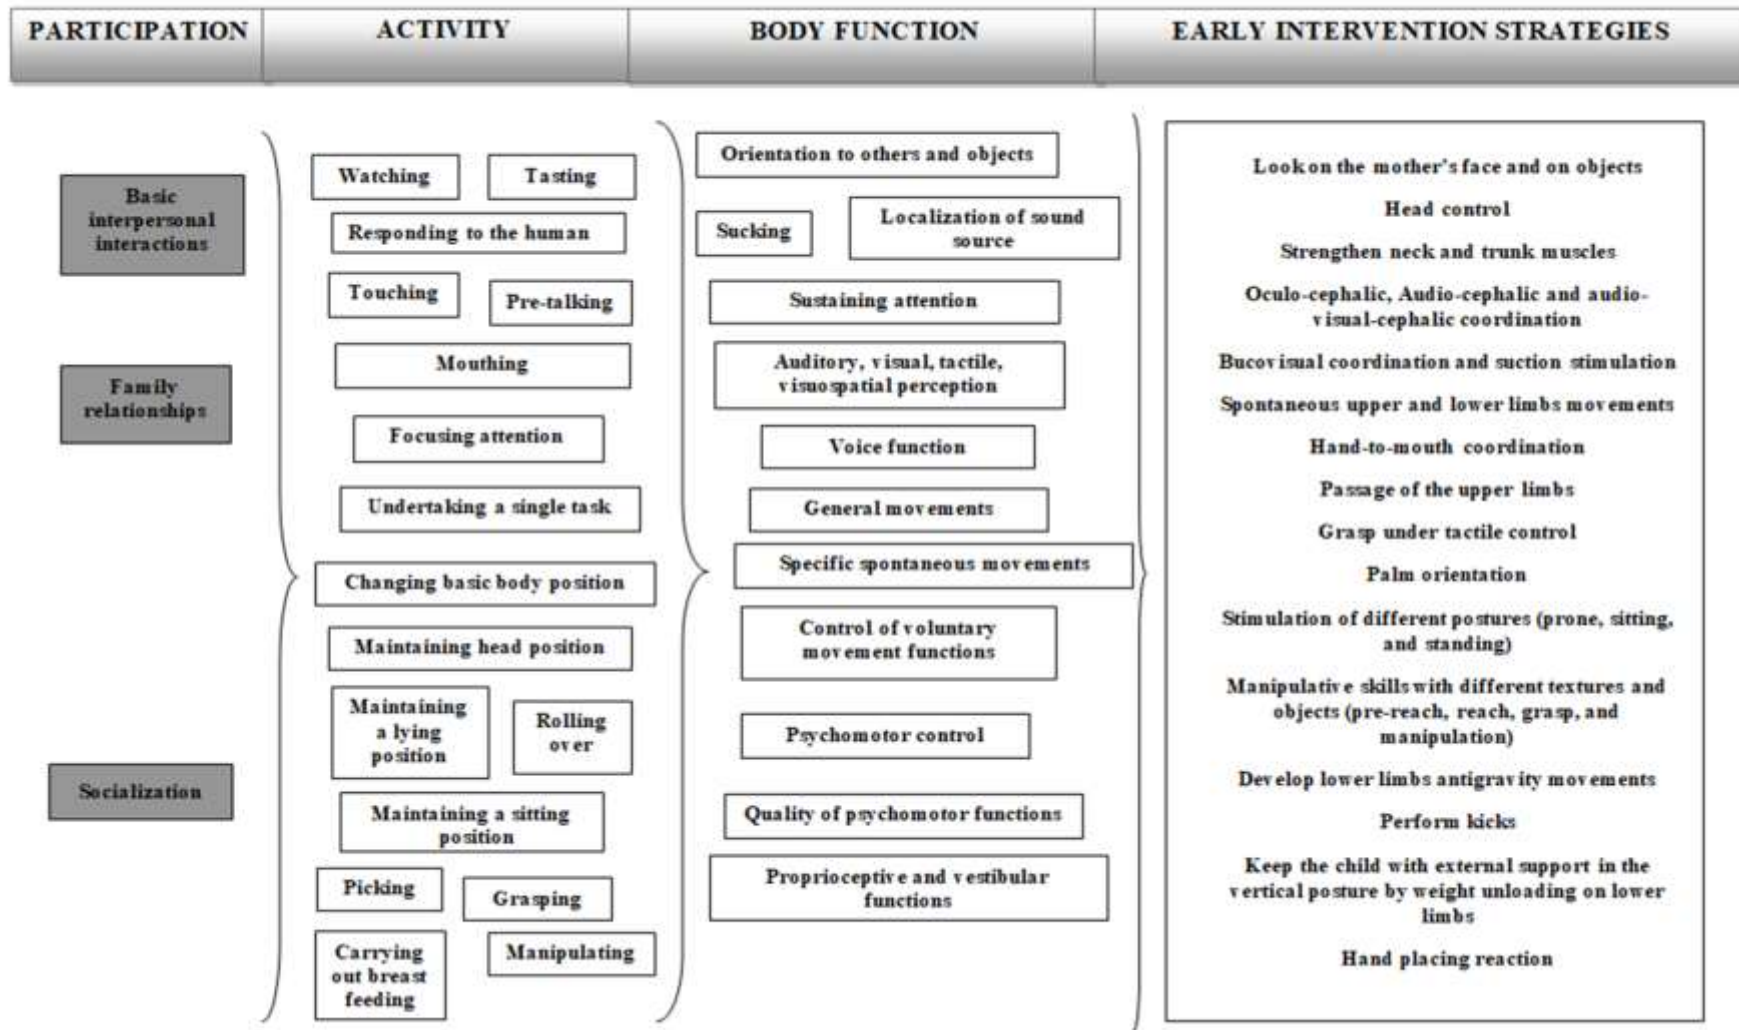 PARTICIPATION
ACTIVITY
BODY FUNCTION
EARLY INTERVENTION STRATEGIES
Basic
interpersonal
interactions
Family
relationships
Socialization
Watching
Tasting
Responding to the human
Touching
Pre-talking
Mouthing
Focusing attention
Undertaking a single task
Changing basic body position
Maintaining head position
Maintaining
a lying
position
Rolling
over
Maintaining a sitting
position
Picking
Grasping
Carrying
out breast
feeding
Manipulating
Orientation to others and objects
Sucking
Localization of sound
source
Sustaining attention
Auditory, visual, tactile,
visuospatial perception
Voice function
General movements
Specific spontaneous movements
Control of voluntary
movement functions
Psychomotor control
Quality of psychomotor functions
Proprioceptive and vestibular
functions
Look on the mother's face and on objects
Head control
Strengthen neck and trunk muscles
Oculo-cephalic, Audio-cephalic and audio-
visual-cephalic coordination
Bucovisual coordination and suction stimulation
Spontaneous upper and lower limbs movements
Hand-to-mouth coordination
Passage of the upper limbs
Grasp under tactile control
Palm orientation
Stimulation of different postures (prone, sitting,
and standing)
Manipulative skills with different textures and
objects (pre-reach, reach, grasp, and
manipulation)
Develop lower limbs antigravity movements
Perform kicks
Keep the child with external support in the
vertical posture by weight unloading on lower
limbs
Hand placing reaction